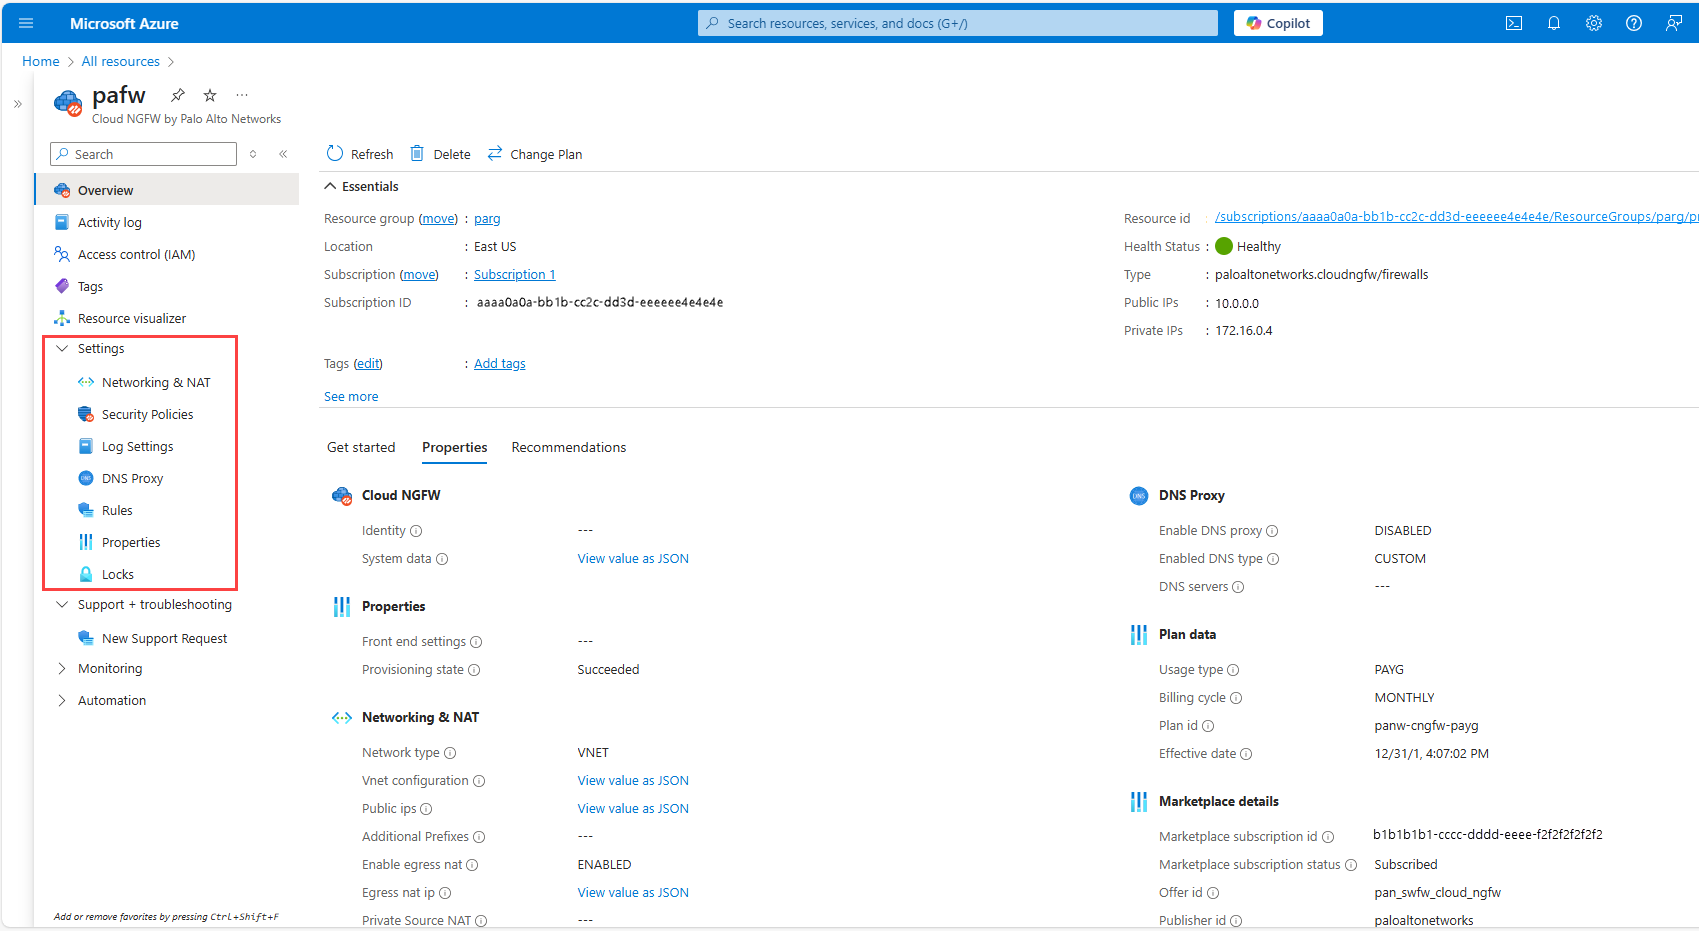 Microsoft Azure
Search resources, services, and docs (G+/)
Copilot
Home > All resources >
pafw
Cloud NGFW by Palo Alto Networks
Search
Overview
Activity log
Access control (IAM)
Tags
Resource visualizer
Settings
Networking & NAT
Security Policies
Log Settings
DNS Proxy
Rules
Properties
Locks
Support + troubleshooting
New Support Request
Monitoring
Automation
Add or remove favorites by pressing Ctrl+Shift+F
Refresh Delete Change Plan
Essentials
Resource group (move) : parg
Location : East US
Subscription (move) : Subscription 1
Subscription ID : aaaa0a0a-bb1b-cc2c-dd3d-eeeeee4e4e4e
Tags (edit) : Add tags
See more
Resource id : /subscriptions/aaaa0a0a-bb1b-cc2c-dd3d-eeeeee4e4e4e/ResourceGroups/parg/pr
Health Status : Healthy
Type : paloaltonetworks.cloudngfw/firewalls
Public IPs : 10.0.0.0
Private IPs : 172.16.0.4
Get started Properties Recommendations
Cloud NGFW
Identity ---
System data View value as JSON
Properties
Front end settings ---
Provisioning state Succeeded
Networking & NAT
Network type VNET
Vnet configuration View value as JSON
Public ips View value as JSON
Additional Prefixes ---
Enable egress nat ENABLED
Egress nat ip View value as JSON
Private Source NAT ---
DNS Proxy
Enable DNS proxy DISABLED
Enabled DNS type CUSTOM
DNS servers ---
Plan data
Usage type PAYG
Billing cycle MONTHLY
Plan id panw-cngfw-payg
Effective date 12/31/1, 4:07:02 PM
Marketplace details
Marketplace subscription id b1b1b1b1-cccc-dddd-eeee-f2f2f2f2f2f2
Marketplace subscription status Subscribed
Offer id pan_swfw_cloud_ngfw
Publisher id paloaltonetworks